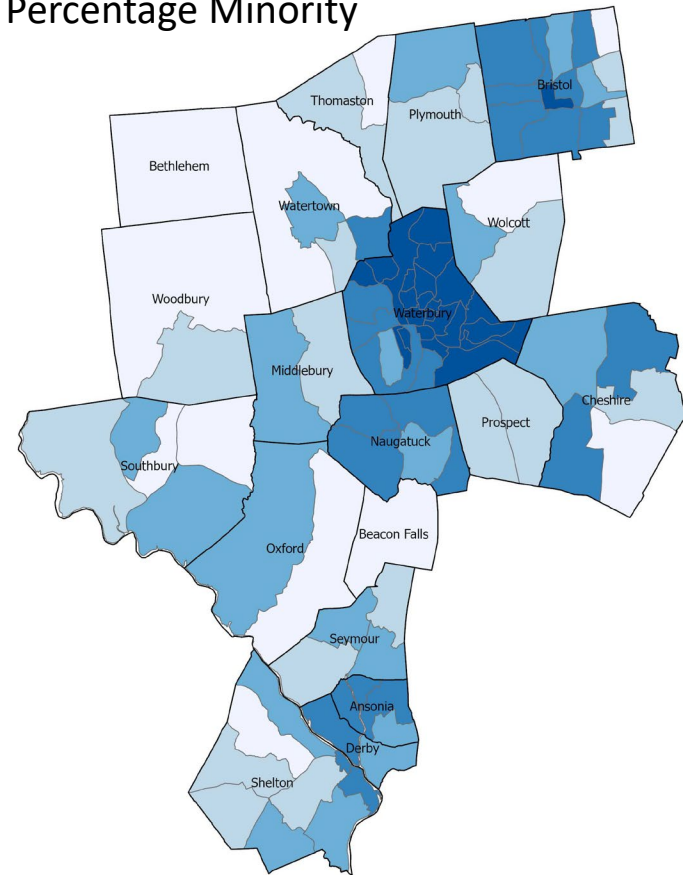 Percentage Minority
Bristol
Thomaston
Plymouth
Bethlehem
Watertown
Wolcott
Woodbury
Waterbury
Middlebury
Cheshire
Prospect
Naugatuck
Southbury
Beacon Falls
Oxford
Seymour
Ansonia
Derby
Shelton